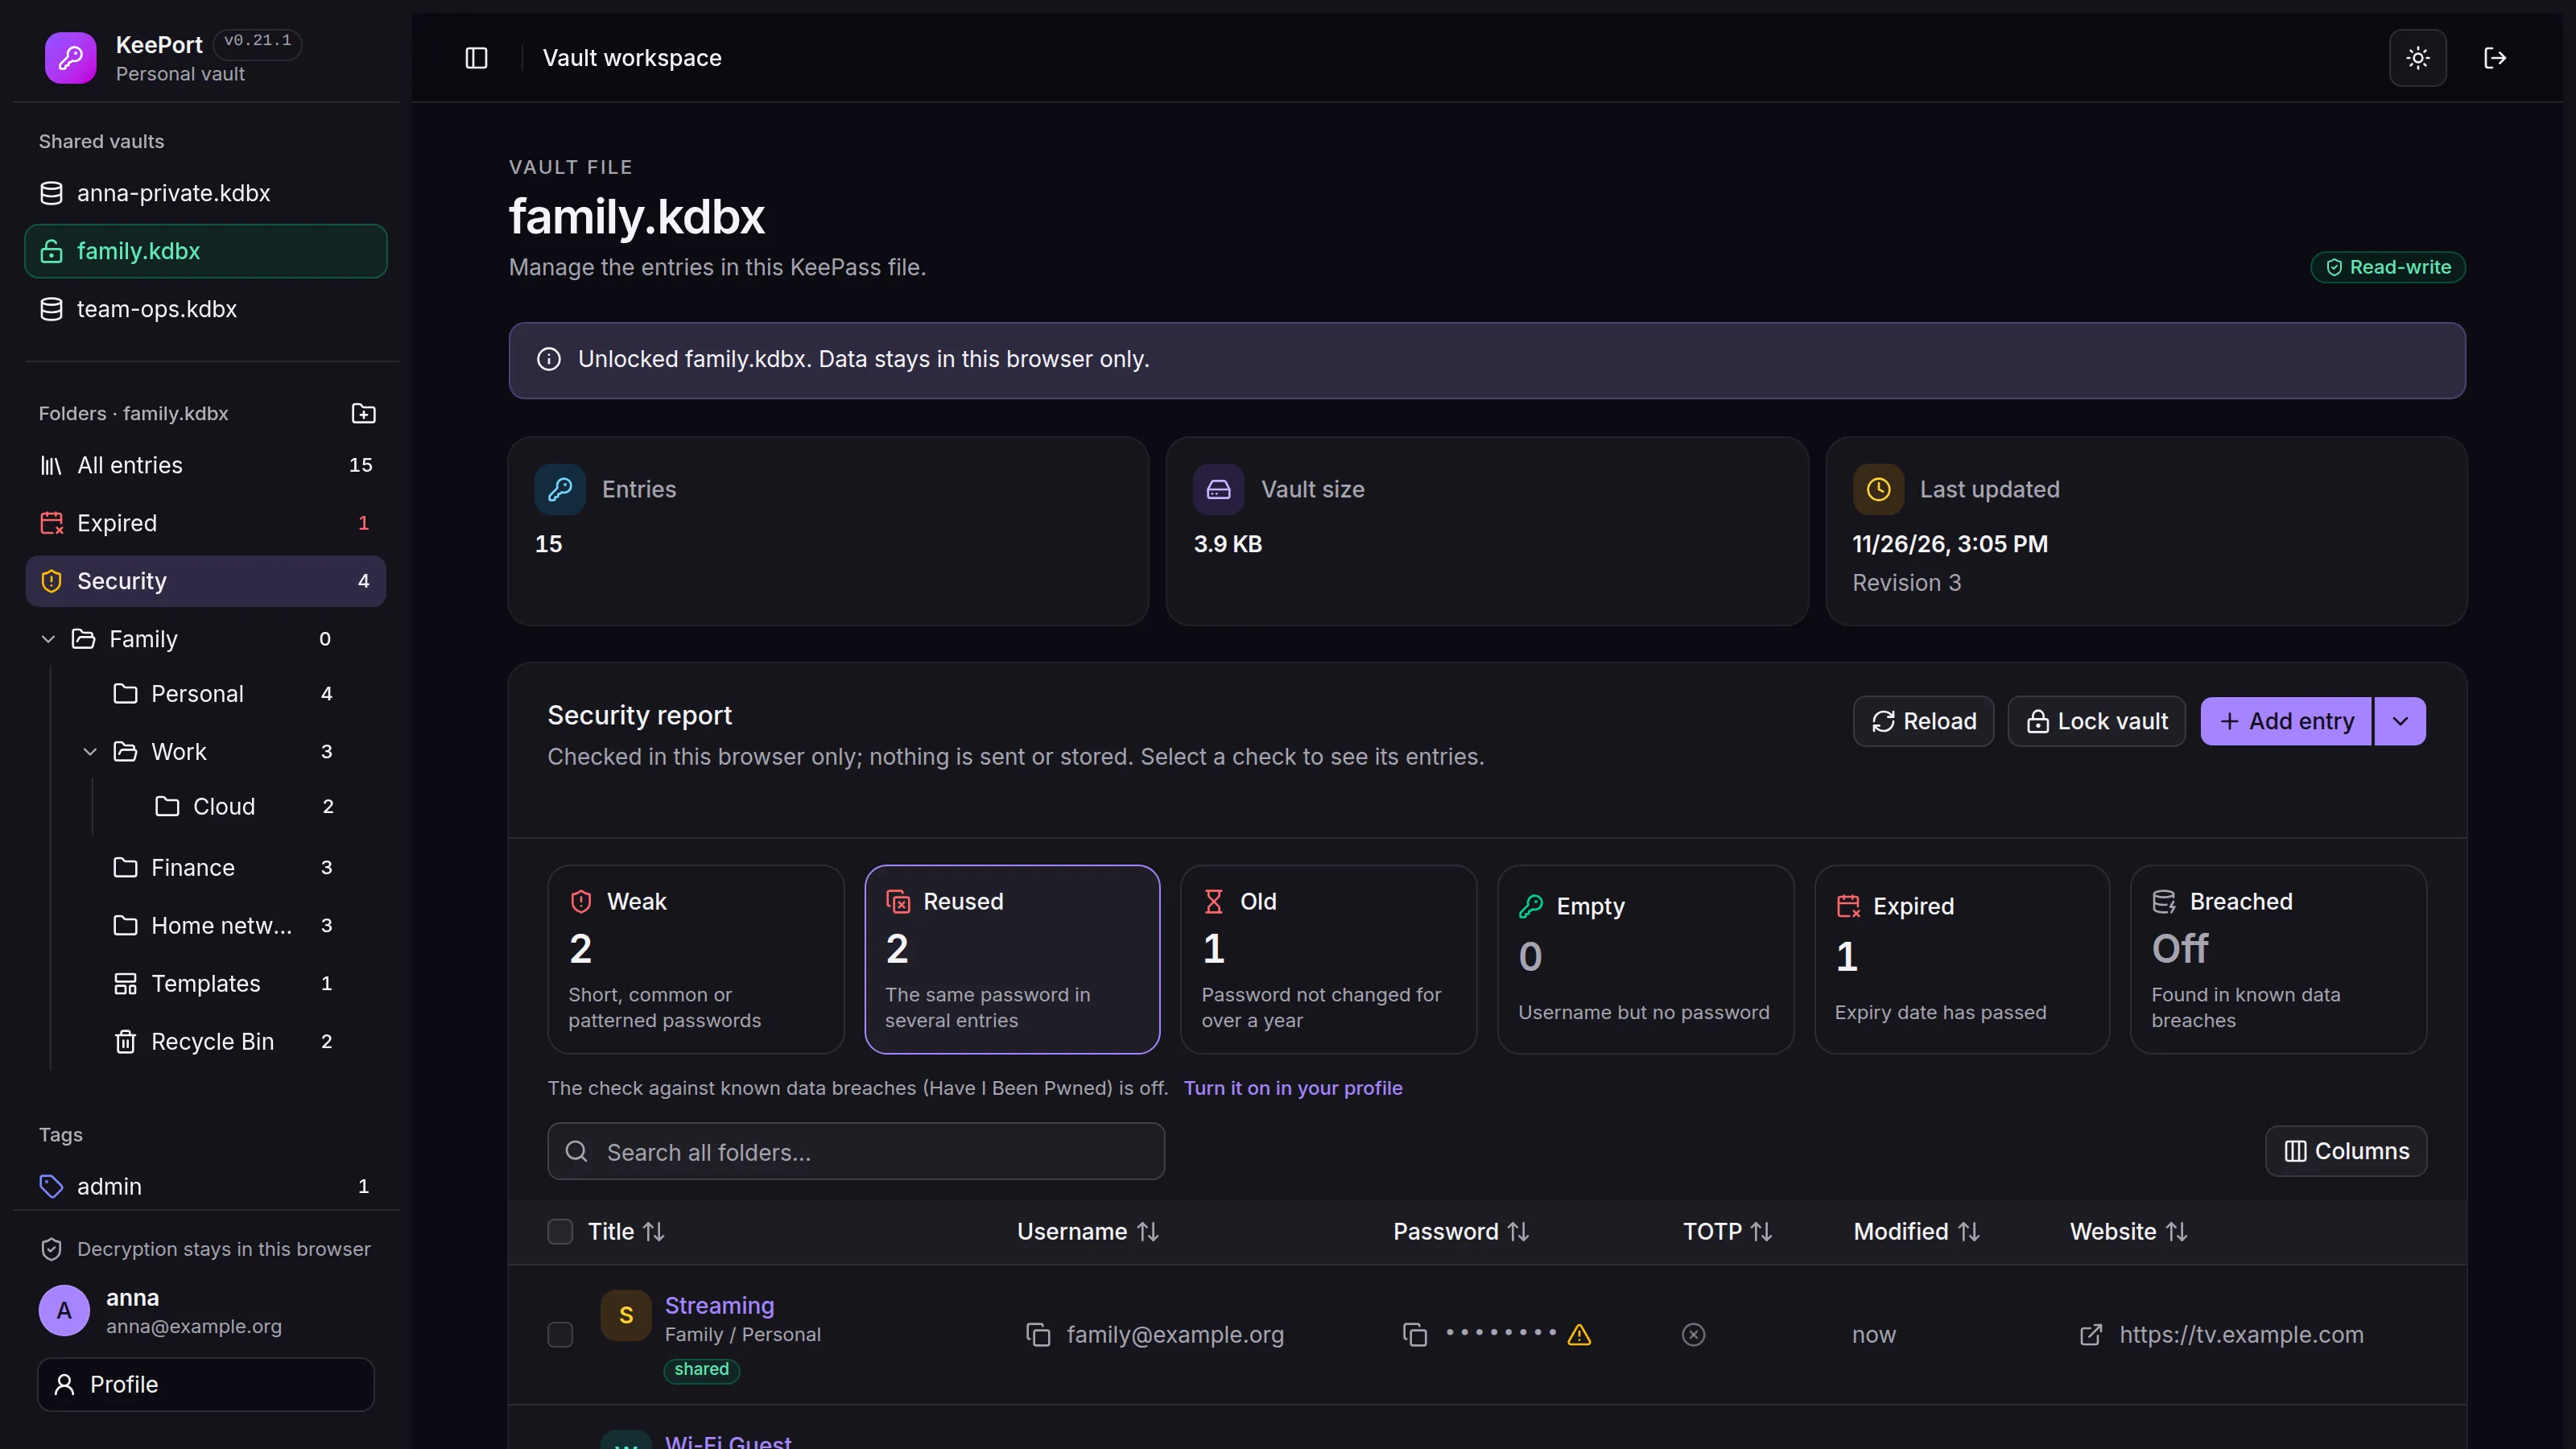 KeePort v0.21.1
Personal vault
Shared vaults
anna-private.kdbx
family.kdbx
team-ops.kdbx
Folders · family.kdbx
All entries 15
Expired 1
Security 4
Family 0
Personal 4
Work 3
Cloud 2
Finance 3
Home netw... 3
Templates 1
Recycle Bin 2
Tags
admin 1
Decryption stays in this browser
A
anna
anna@example.org
Profile
Vault workspace
VAULT FILE
family.kdbx
Manage the entries in this KeePass file.
Read-write
Unlocked family.kdbx. Data stays in this browser only.
Entries
15
Vault size
3.9 KB
Last updated
11/26/26, 3:05 PM
Revision 3
Security report
Checked in this browser only; nothing is sent or stored. Select a check to see its entries.
Reload
Lock vault
Add entry
Weak
2
Short, common or
patterned passwords
Reused
2
The same password in
several entries
Old
1
Password not changed for
over a year
Empty
0
Username but no password
Expired
1
Expiry date has passed
Breached
Off
Found in known data
breaches
The check against known data breaches (Have I Been Pwned) is off. Turn it on in your profile
Search all folders...
Columns
Title Username Password TOTP Modified Website
S
Streaming
Family / Personal
shared
family@example.org
••••••••
now
https://tv.example.com
Wi-Fi Guest